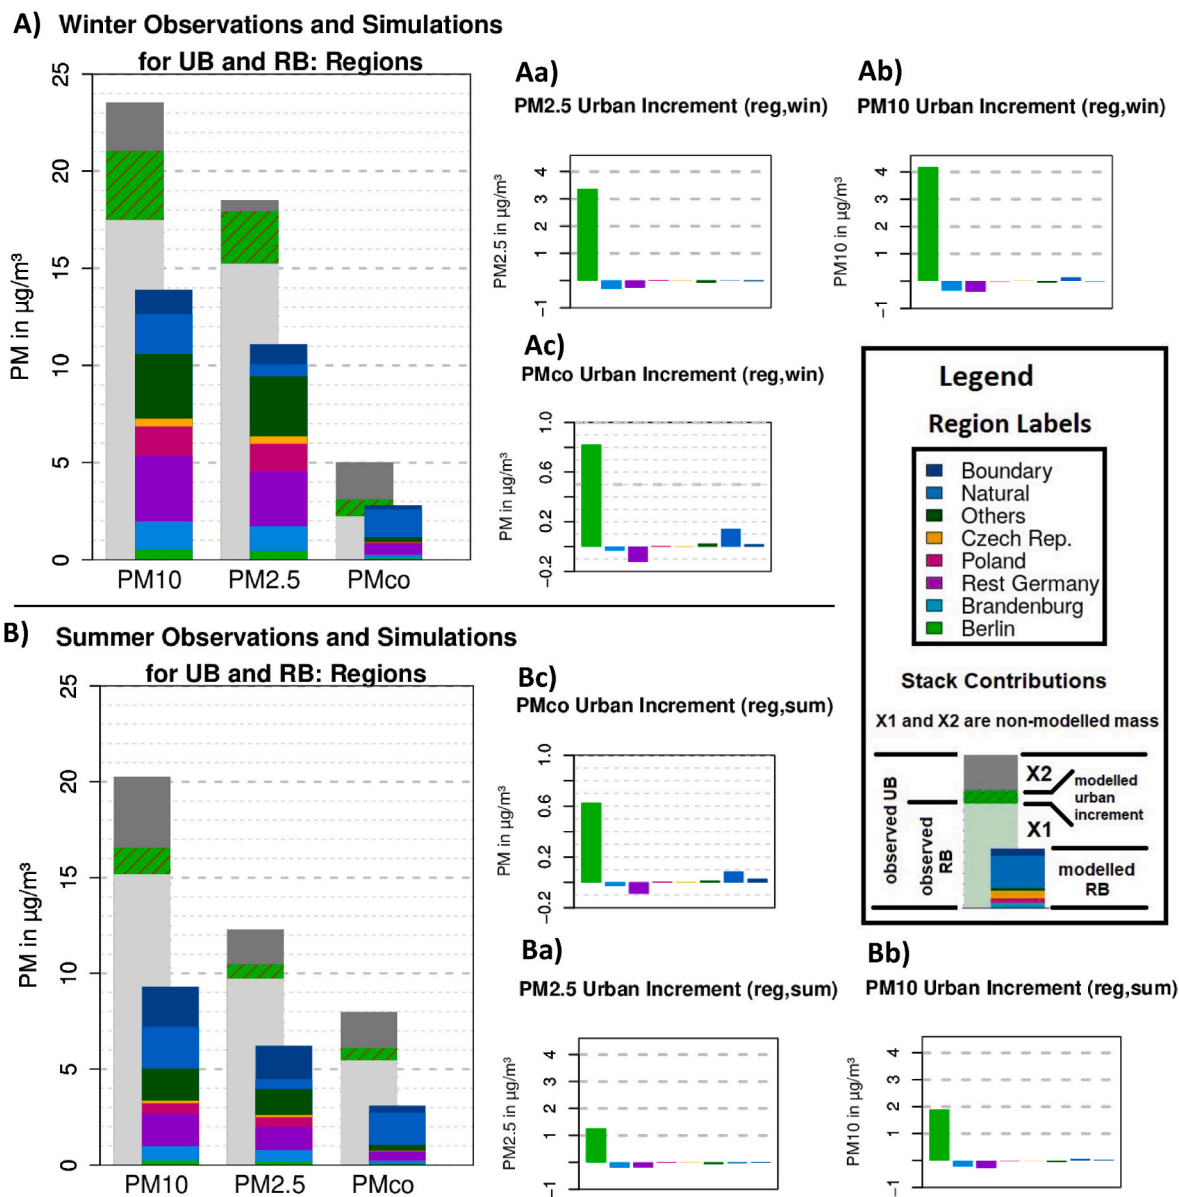 A) Winter Observations and Simulations
for UB and RB: Regions
PM in µg/m³
25
20
15
10
5
0
PM10 PM2.5 PMco
Aa)
PM2.5 Urban Increment (reg,win)
PM2.5 in µg/m³
4
3
2
1
−1
Ab)
PM10 Urban Increment (reg,win)
PM10 in µg/m³
4
3
2
1
−1
Ac)
PMco Urban Increment (reg,win)
PM in µg/m³
1.0
0.6
0.2
−0.2
Legend
Region Labels
Boundary
Natural
Others
Czech Rep.
Poland
Rest Germany
Brandenburg
Berlin
Stack Contributions
X1 and X2 are non-modelled mass
observed UB
observed
RB
X2
X1
modelled
urban
increment
modelled
RB
B) Summer Observations and Simulations
for UB and RB: Regions
PM in µg/m³
25
20
15
10
5
0
PM10 PM2.5 PMco
Bc)
PMco Urban Increment (reg,sum)
PM in µg/m³
1.0
0.6
0.2
−0.2
Ba)
PM2.5 Urban Increment (reg,sum)
PM2.5 in µg/m³
4
3
2
1
−1
Bb)
PM10 Urban Increment (reg,sum)
PM10 in µg/m³
4
3
2
1
−1